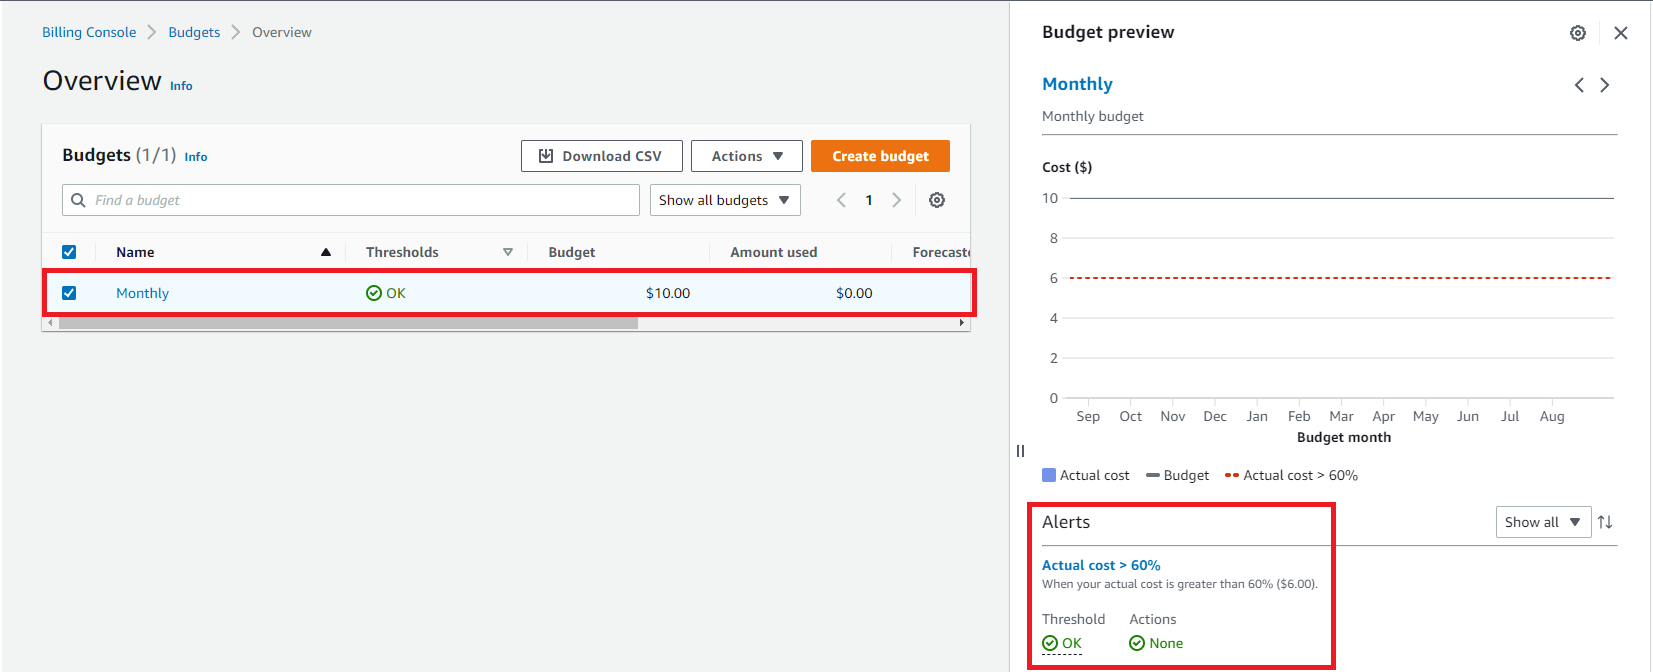 Billing Console Budgets Overview
Overview Info
Budgets (1/1) Info
Download CSV Actions Create budget
Find a budget Show all budgets 1
Name Thresholds Budget Amount used Forecaste
Monthly OK $10.00 $0.00
Budget preview
Monthly
Monthly budget
Cost ($)
10
8
6
4
2
0
Sep Oct Nov Dec Jan Feb Mar Apr May Jun Jul Aug
Budget month
Actual cost Budget Actual cost > 60%
Alerts Show all
Actual cost > 60%
When your actual cost is greater than 60% ($6.00).
Threshold Actions
OK None